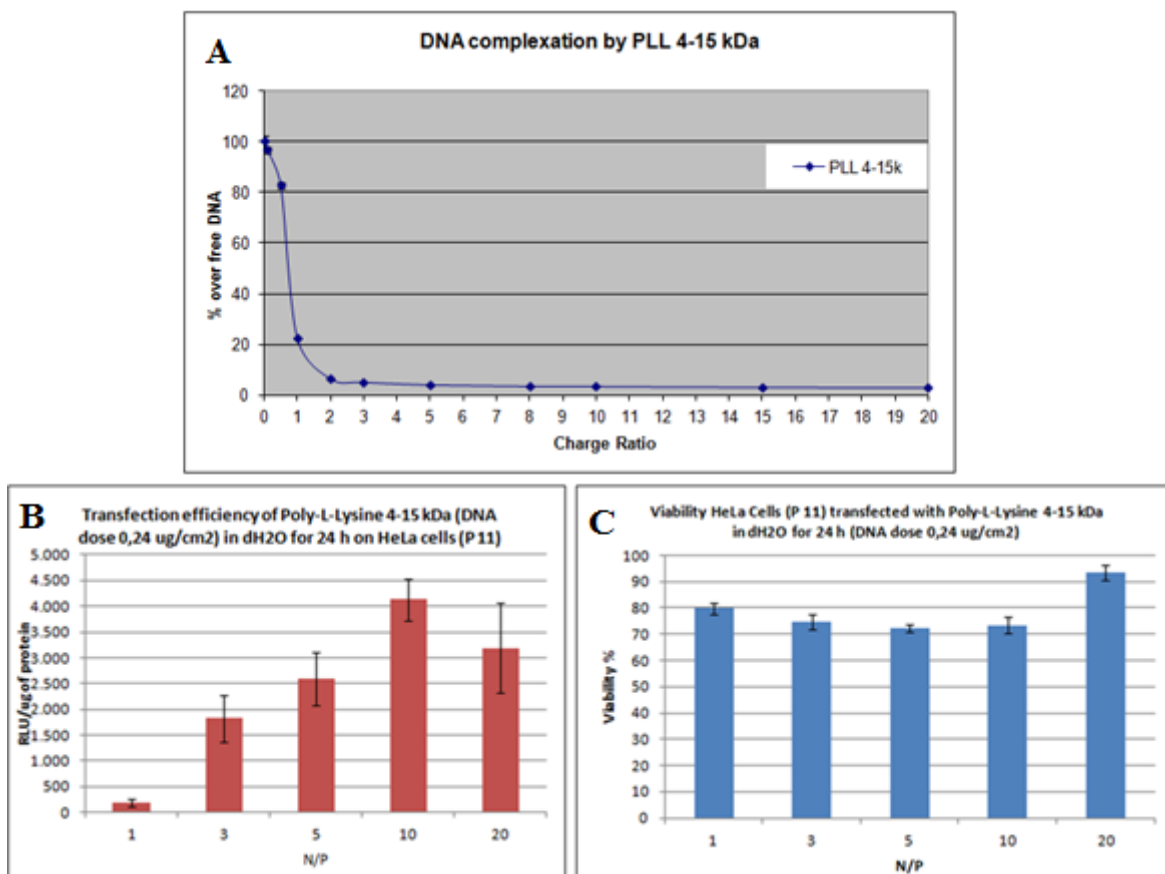 A
DNA complexation by PLL 4-15 kDa
% over free DNA
120
100
80
60
40
20
0
PLL 4-15k
0 1 2 3 5 8 9 10 11 12 13 14 15 16 17 18 19 20
Charge Ratio
B
Transfection efficiency of Poly-L-Lysine 4-15 kDa (DNA
dose 0,24 ug/cm2) in dH2O for 24 h on HeLa cells (P 11)
RLU/ug of protein
5.000
4.500
4.000
3.500
3.000
2.500
2.000
1.500
1.000
500
0
1 3 5 10 20
N/P
C
Viability HeLa Cells (P 11) transfected with Poly-L-Lysine 4-15 kDa
in dH2O for 24 h (DNA dose 0,24 ug/cm2)
Viability %
100
90
80
70
60
50
40
30
20
10
0
1 3 5 10 20
N/P